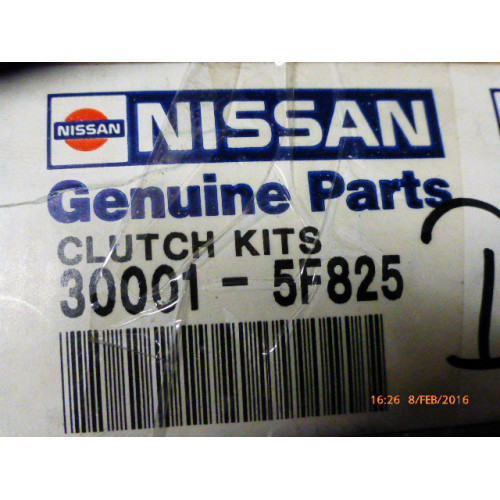 NISSAN NISSAN
Genuine Parts
CLUTCH KITS
30001-5F825
16:26 8/FEB/2016